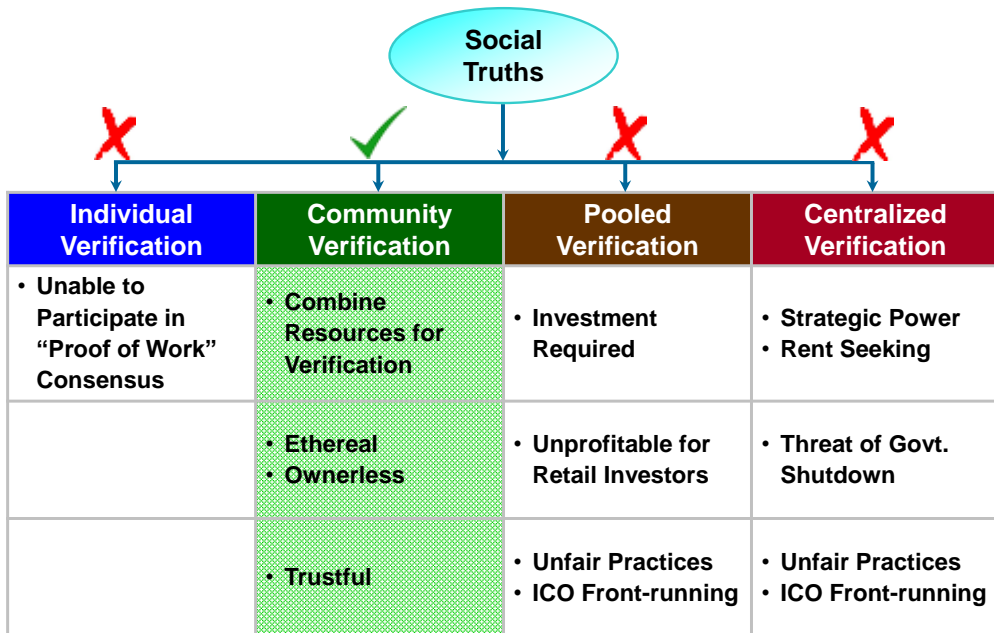 Social
Truths
Individual
Verification
Community
Verification
Pooled
Verification
Centralized
Verification
• Unable to
Participate in
“Proof of Work”
Consensus
• Combine
Resources for
Verification
• Investment
Required
• Strategic Power
• Rent Seeking
• Ethereal
• Ownerless
• Unprofitable for
Retail Investors
• Threat of Govt.
Shutdown
• Trustful
• Unfair Practices
• ICO Front-running
• Unfair Practices
• ICO Front-running